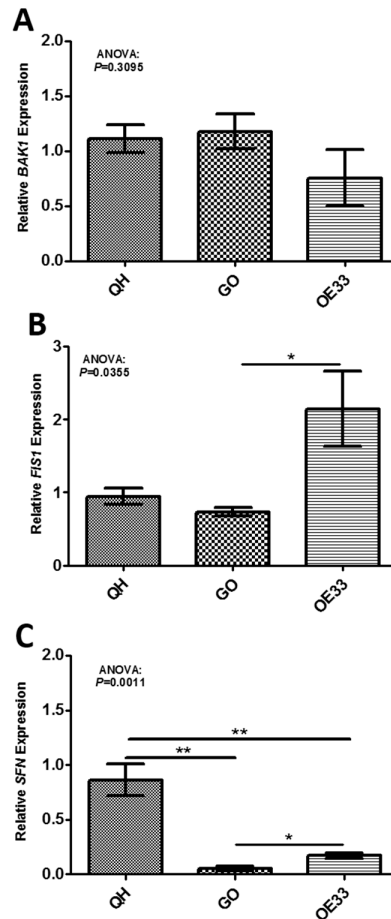 A
Relative BAK1 Expression
2.0
1.5
1.0
0.5
0.0
ANOVA:
P=0.3095
QH
GO
OE33
B
Relative FIS1 Expression
3
2
1
0
ANOVA:
P=0.0355
*
QH
GO
OE33
C
Relative SFN Expression
2.0
1.5
1.0
0.5
0.0
ANOVA:
P=0.0011
**
**
*
QH
GO
OE33